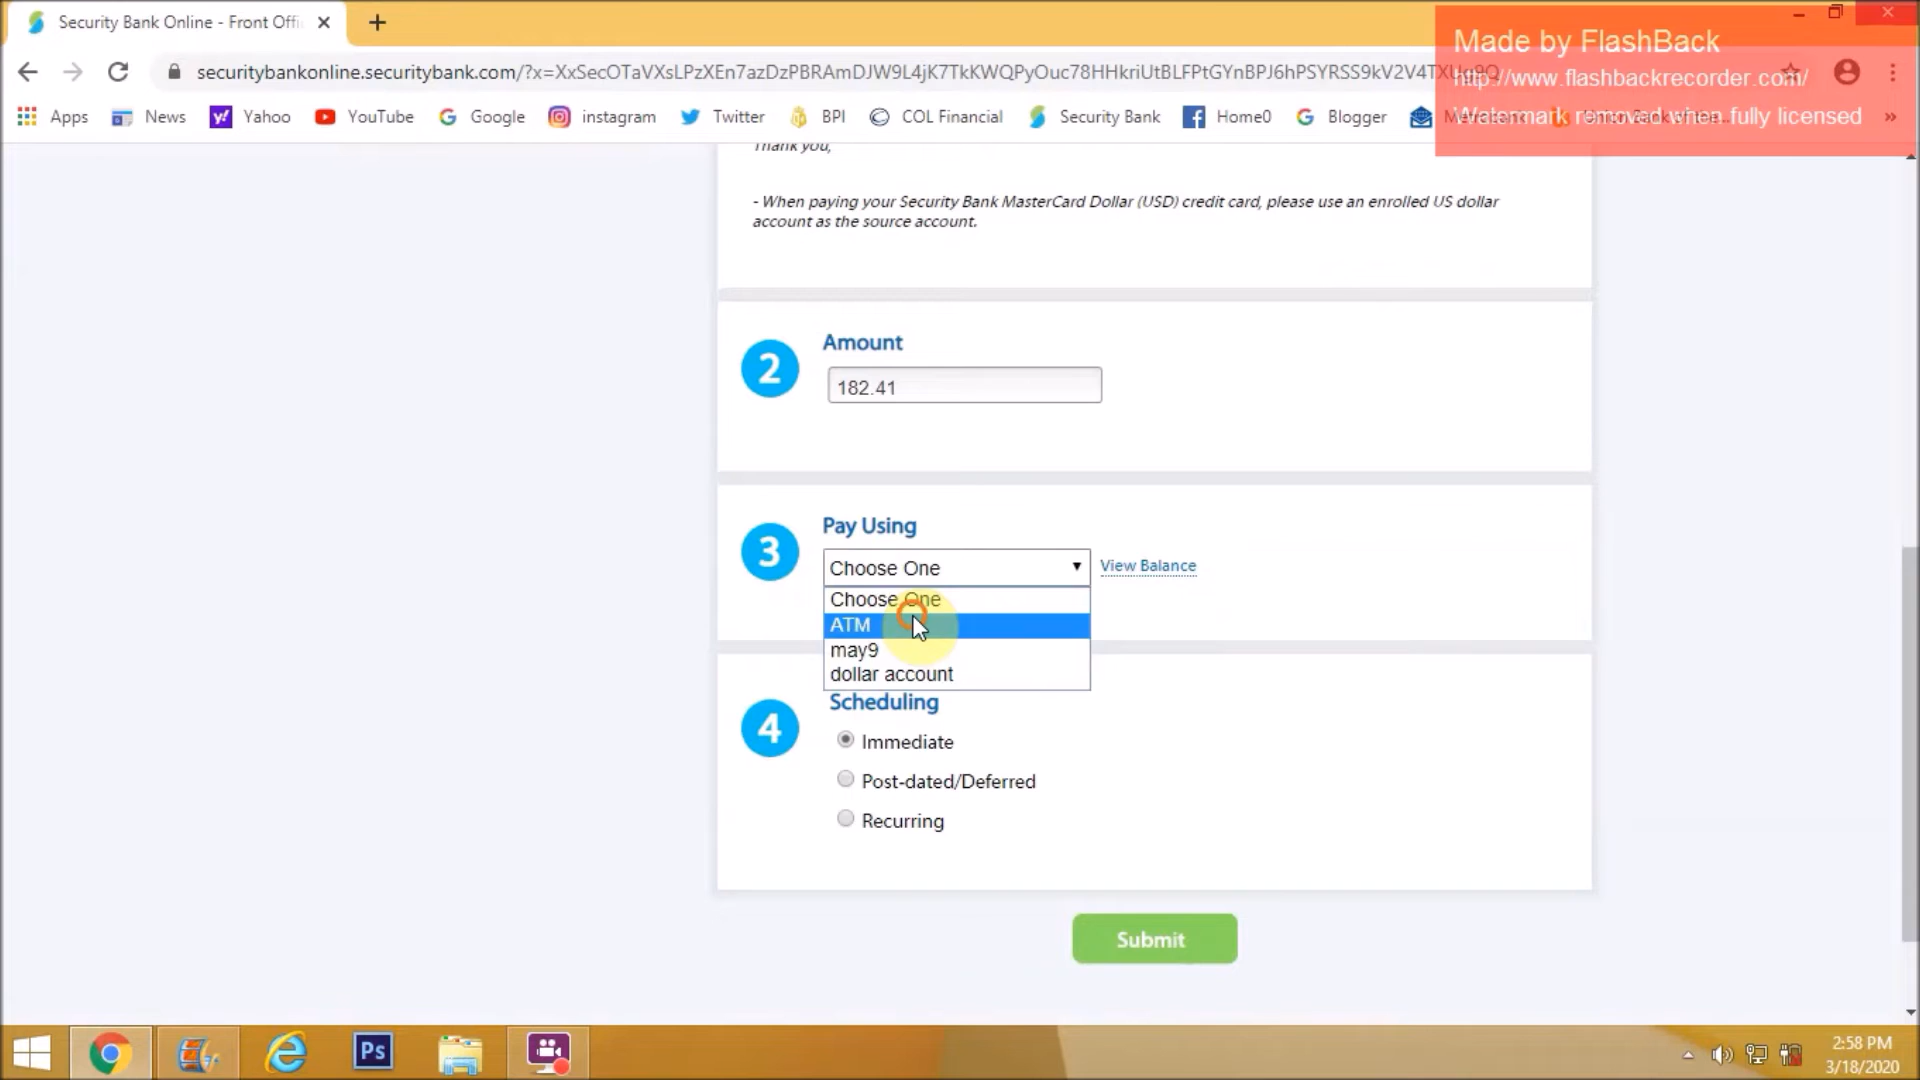 Security Bank Online - Front Offi
securitybankonline.securitybank.com/?x=XxSecOTaVXsLPzXEn7azDzPBRAmDJW9L4jK7TkKWQPyOuc78HHkriUtBLFPtGYnBPJ6hPSYRSS9kV2V4TX
Made by FlashBack
http://www.flashbackrecorder.com/
Watermark removed when fully licensed
Apps
News
Yahoo
YouTube
Google
instagram
Twitter
BPI
COL Financial
Security Bank
Home0
Blogger
Thank you,
- When paying your Security Bank MasterCard Dollar (USD) credit card, please use an enrolled US dollar
account as the source account.
2
Amount
182.41
3
Pay Using
Choose One
View Balance
Choose One
ATM
may9
dollar account
4
Scheduling
Immediate
Post-dated/Deferred
Recurring
Submit
Ps
2:58 PM
3/18/2020